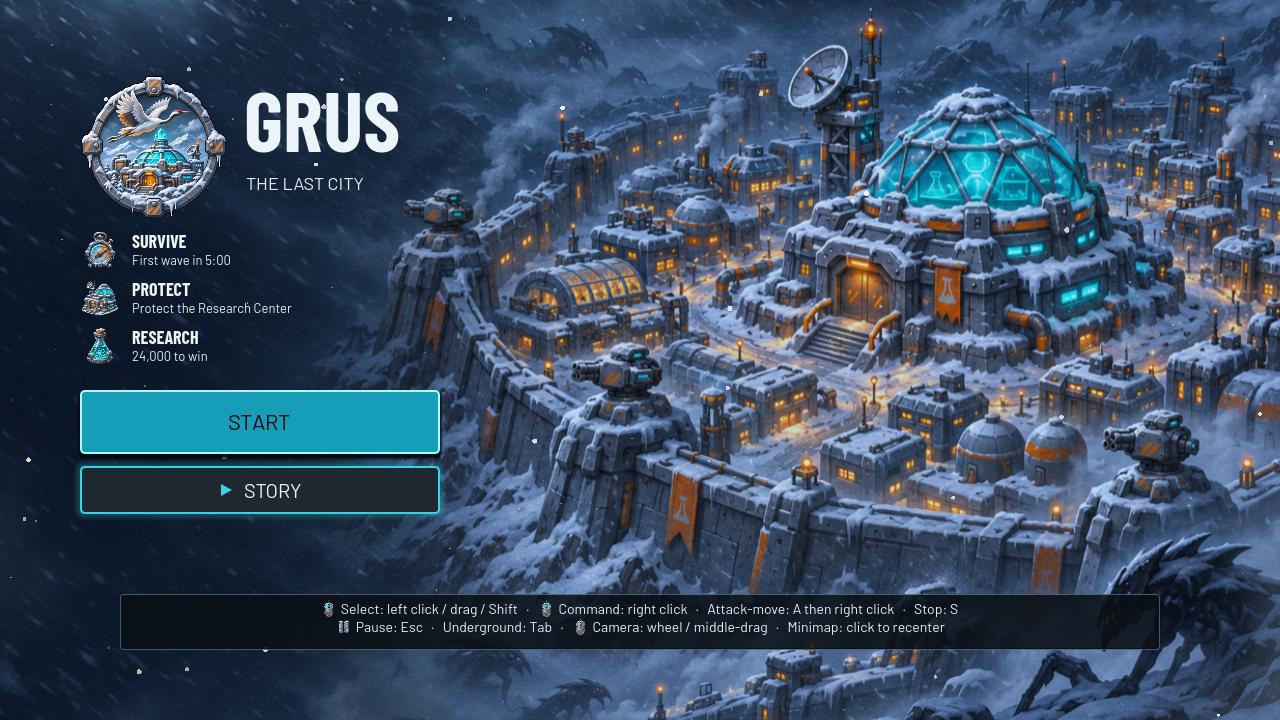 GRUS
THE LAST CITY
SURVIVE
First wave in 5:00
PROTECT
Protect the Research Center
RESEARCH
24,000 to win
START
STORY
Select: left click / drag / Shift · Command: right click · Attack-move: A then right click · Stop: S
Pause: Esc · Underground: Tab · Camera: wheel / middle-drag · Minimap: click to recenter